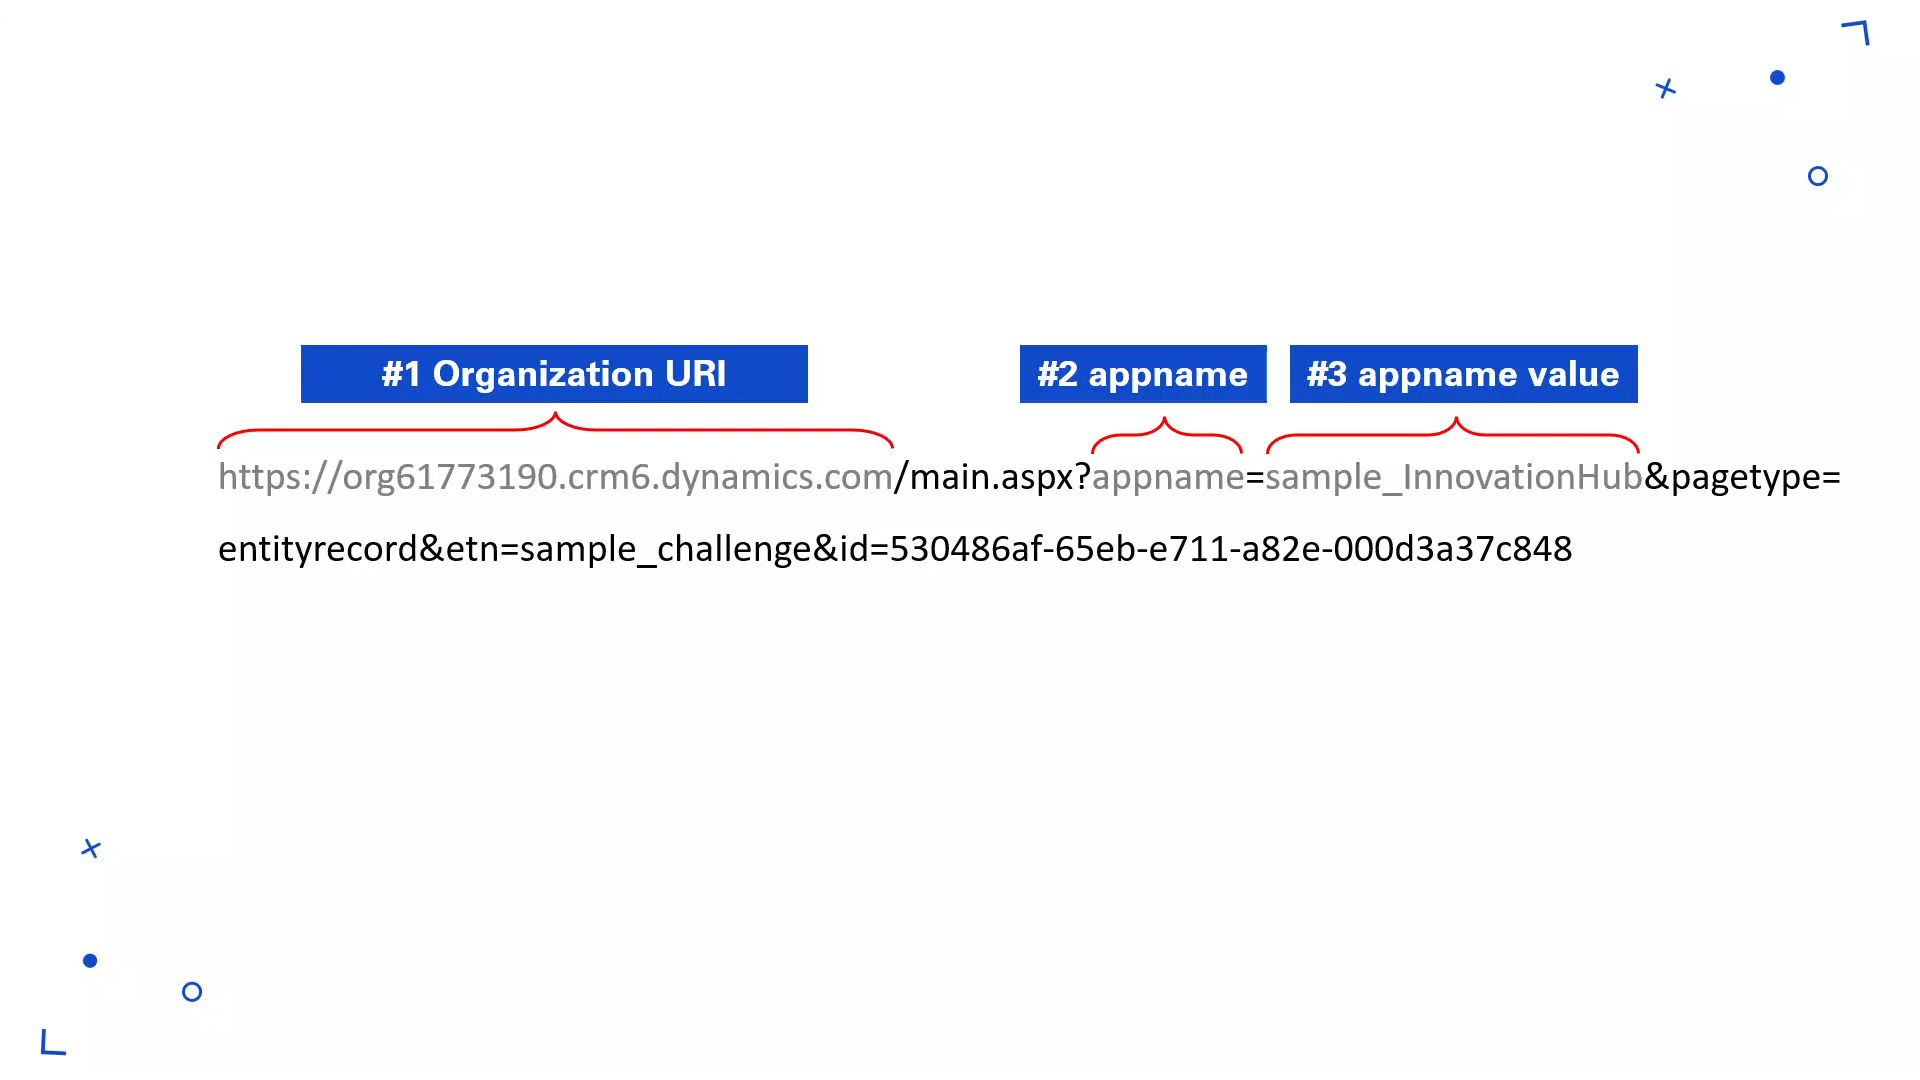 #1 Organization URI
#2 appname
#3 appname value
https://org61773190.crm6.dynamics.com/main.aspx?appname=sample_InnovationHub&pagetype=
entityrecord&etn=sample_challenge&id=530486af-65eb-e711-a82e-000d3a37c848